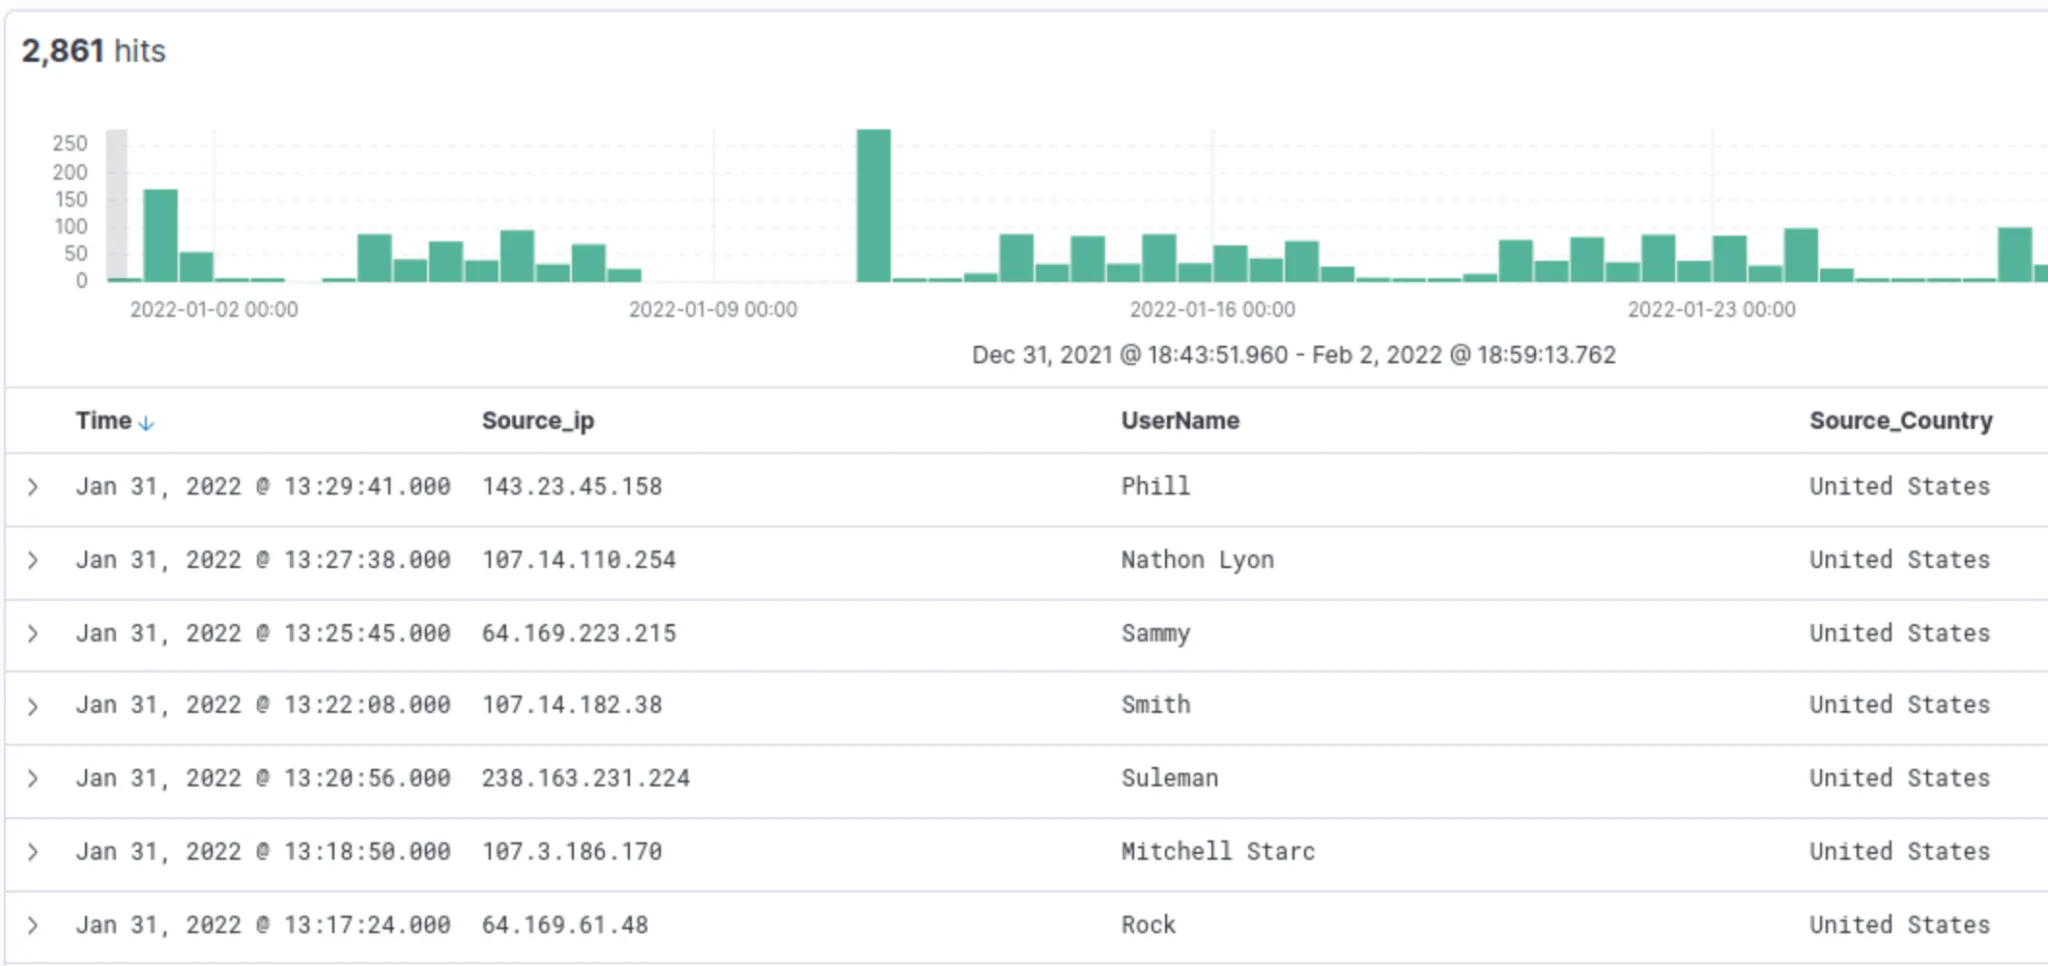 2,861 hits
250
200
150
100
50
0
2022-01-02 00:00 2022-01-09 00:00 2022-01-16 00:00 2022-01-23 00:00
Dec 31, 2021 @ 18:43:51.960 - Feb 2, 2022 @ 18:59:13.762
Time Source_ip UserName Source_Country
Jan 31, 2022 @ 13:29:41.000 143.23.45.158 Phill United States
Jan 31, 2022 @ 13:27:38.000 107.14.110.254 Nathon Lyon United States
Jan 31, 2022 @ 13:25:45.000 64.169.223.215 Sammy United States
Jan 31, 2022 @ 13:22:08.000 107.14.182.38 Smith United States
Jan 31, 2022 @ 13:20:56.000 238.163.231.224 Suleman United States
Jan 31, 2022 @ 13:18:50.000 107.3.186.170 Mitchell Starc United States
Jan 31, 2022 @ 13:17:24.000 64.169.61.48 Rock United States